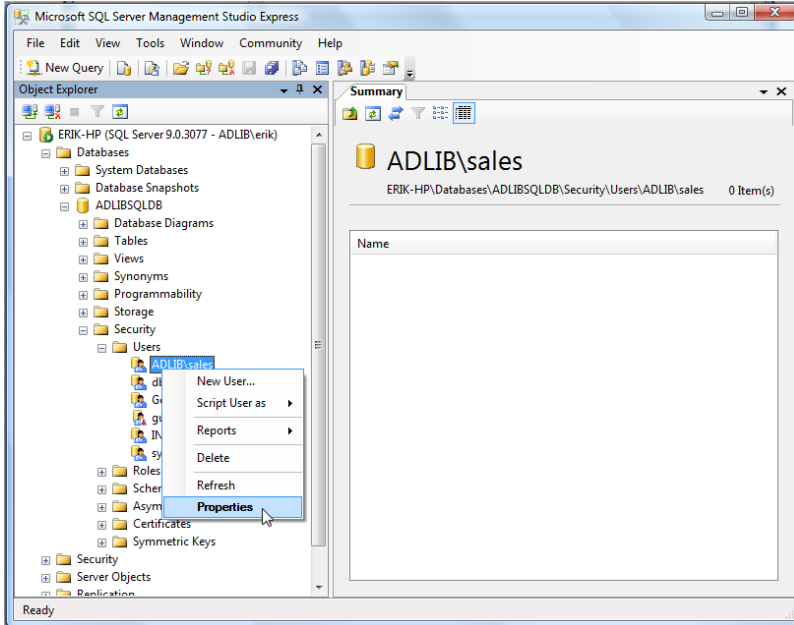 Microsoft SQL Server Management Studio Express
File Edit View Tools Window Community Help
New Query
Object Explorer
Summary
ERIK-HP (SQL Server 9.0.3077 - ADLIB\erik)
Databases
System Databases
Database Snapshots
ADLIBSQLDB
Database Diagrams
Tables
Views
Synonyms
Programmability
Storage
Security
Users
ADLIB\sales
New User...
Script User as
Reports
Delete
Refresh
Properties
Roles
Certificates
Symmetric Keys
Security
Server Objects
Replication
ADLIB\sales
ERIK-HP\Databases\ADLIBSQLDB\Security\Users\ADLIB\sales 0 Item(s)
Name
Ready